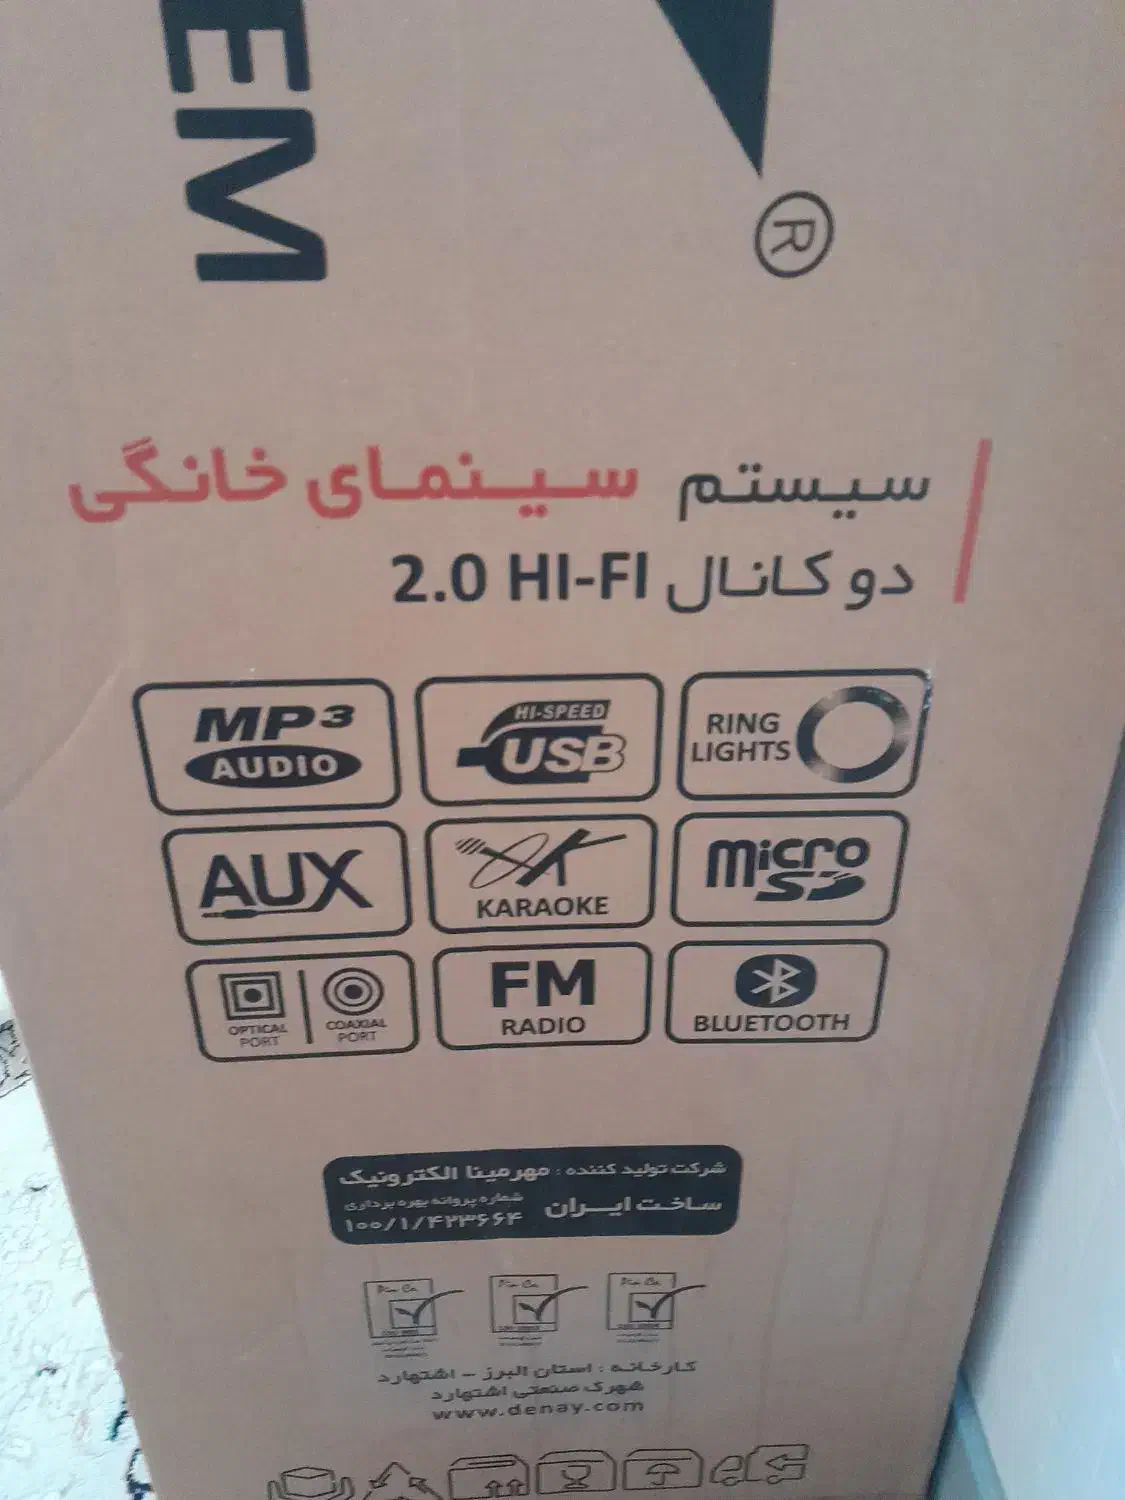 EM
®
سیستم سینمای خانگی
دو کانال 2.0 HI-FI
MP3 AUDIO
HI-SPEED USB
RING LIGHTS
AUX
KARAOKE
micro SD
OPTICAL PORT
COAXIAL PORT
FM RADIO
BLUETOOTH
شرکت تولید کننده : مهرمینا الکترونیک
ساخت ایران
شماره پروانه بهره برداری
۱۰۰/۱/۴۲۳۶۶۴
کارخانه : استان البرز - اشتهارد
شهرک صنعتی اشتهارد
www.denay.com